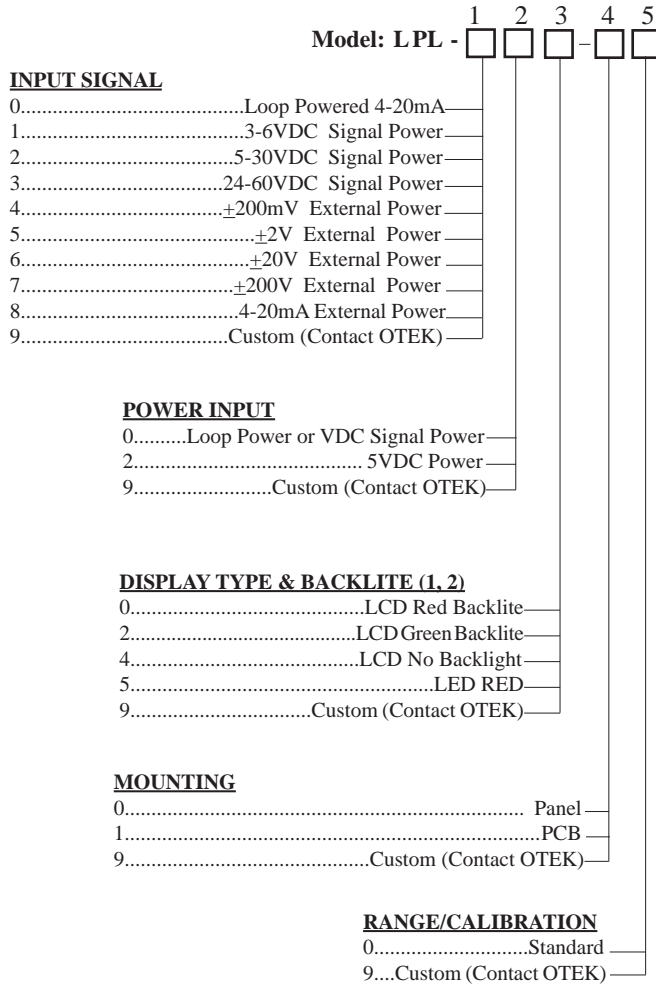 1 2 3 4 5
Model: LPL - –
INPUT SIGNAL
0..........................................Loop Powered 4-20mA
1..........................................3-6VDC Signal Power
2........................................5-30VDC Signal Power
3......................................24-60VDC Signal Power
4......................................±200mV External Power
5............................................±2V External Power
6...........................................±20V External Power
7........................................±200V External Power
8.........................................4-20mA External Power
9.......................................Custom (Contact OTEK)
POWER INPUT
0..........Loop Power or VDC Signal Power
2.......................................... 5VDC Power
9.........................Custom (Contact OTEK)
DISPLAY TYPE & BACKLITE (1, 2)
0...........................................LCD Red Backlite
2..........................................LCD Green Backlite
4..........................................LCD No Backlight
5........................................................LED RED
9.................................Custom (Contact OTEK)
MOUNTING
0........................................................................ Panel
1..........................................................................PCB
9............................................Custom (Contact OTEK)
RANGE/CALIBRATION
0............................Standard
9....Custom (Contact OTEK)